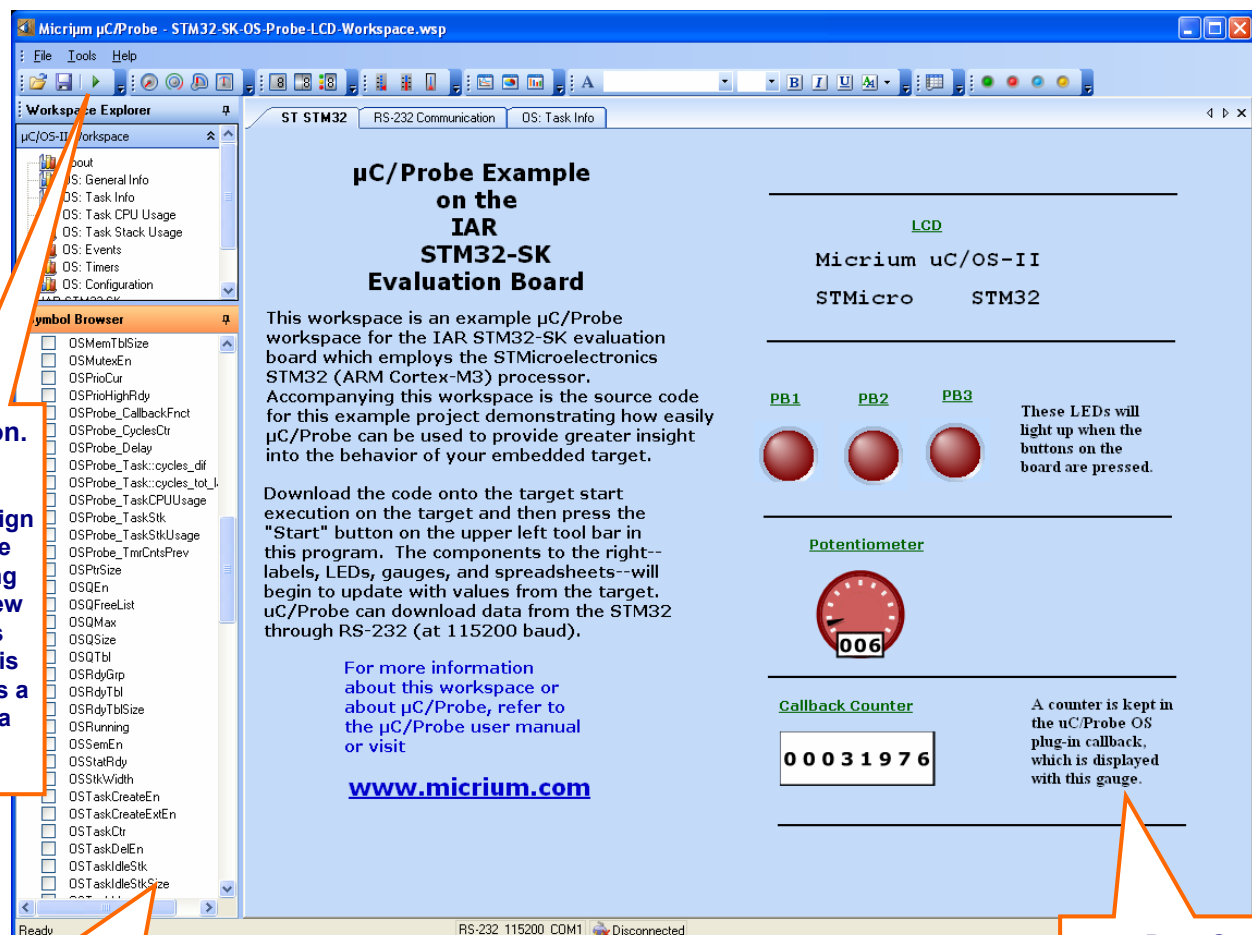 Micriµm µC/Probe - STM32-SK-OS-Probe-LCD-Workspace.wsp
File Tools Help
A B I U
Workspace Explorer
µC/OS-II Workspace
OS: General Info
OS: Task Info
OS: Task CPU Usage
OS: Task Stack Usage
OS: Events
OS: Timers
OS: Configuration
Browser
OSMemTblSize
OSMutexEn
OSPrioCur
OSPrioHighRdy
OSProbe_CallbackFnct
OSProbe_CyclesCtr
OSProbe_Delay
OSProbe_Task::cycles_dif
OSProbe_Task::cycles_tot_l
OSProbe_TaskCPUUsage
OSProbe_TaskStk
OSProbe_TaskStkUsage
OSProbe_TmrCntsPrev
OSPtrSize
OSQEn
OSQFreeList
OSQMax
OSQSize
OSQTbl
OSRdyGrp
OSRdyTbl
OSRdyTblSize
OSRunning
OSSemEn
OSStatRdy
OSStkWidth
OSTaskCreateEn
OSTaskCreateExtEn
OSTaskCtr
OSTaskDelEn
OSTaskIdleStk
OSTaskIdleStkSize
on.
ign
e
ng
ew
s
is
s a
a
ST STM32 RS-232 Communication OS: Task Info
µC/Probe Example
on the
IAR
STM32-SK
Evaluation Board
This workspace is an example µC/Probe
workspace for the IAR STM32-SK evaluation
board which employs the STMicroelectronics
STM32 (ARM Cortex-M3) processor.
Accompanying this workspace is the source code
for this example project demonstrating how easily
µC/Probe can be used to provide greater insight
into the behavior of your embedded target.
Download the code onto the target start
execution on the target and then press the
"Start" button on the upper left tool bar in
this program. The components to the right--
labels, LEDs, gauges, and spreadsheets--will
begin to update with values from the target.
uC/Probe can download data from the STM32
through RS-232 (at 115200 baud).
For more information
about this workspace or
about µC/Probe, refer to
the µC/Probe user manual
or visit
www.micrium.com
LCD
Micrium uC/OS-II
STMicro STM32
PB1 PB2 PB3
These LEDs will
light up when the
buttons on the
board are pressed.
Potentiometer
006
Callback Counter
00031976
A counter is kept in
the uC/Probe OS
plug-in callback,
which is displayed
with this gauge.
Ready RS-232 115200 COM1 Disconnected